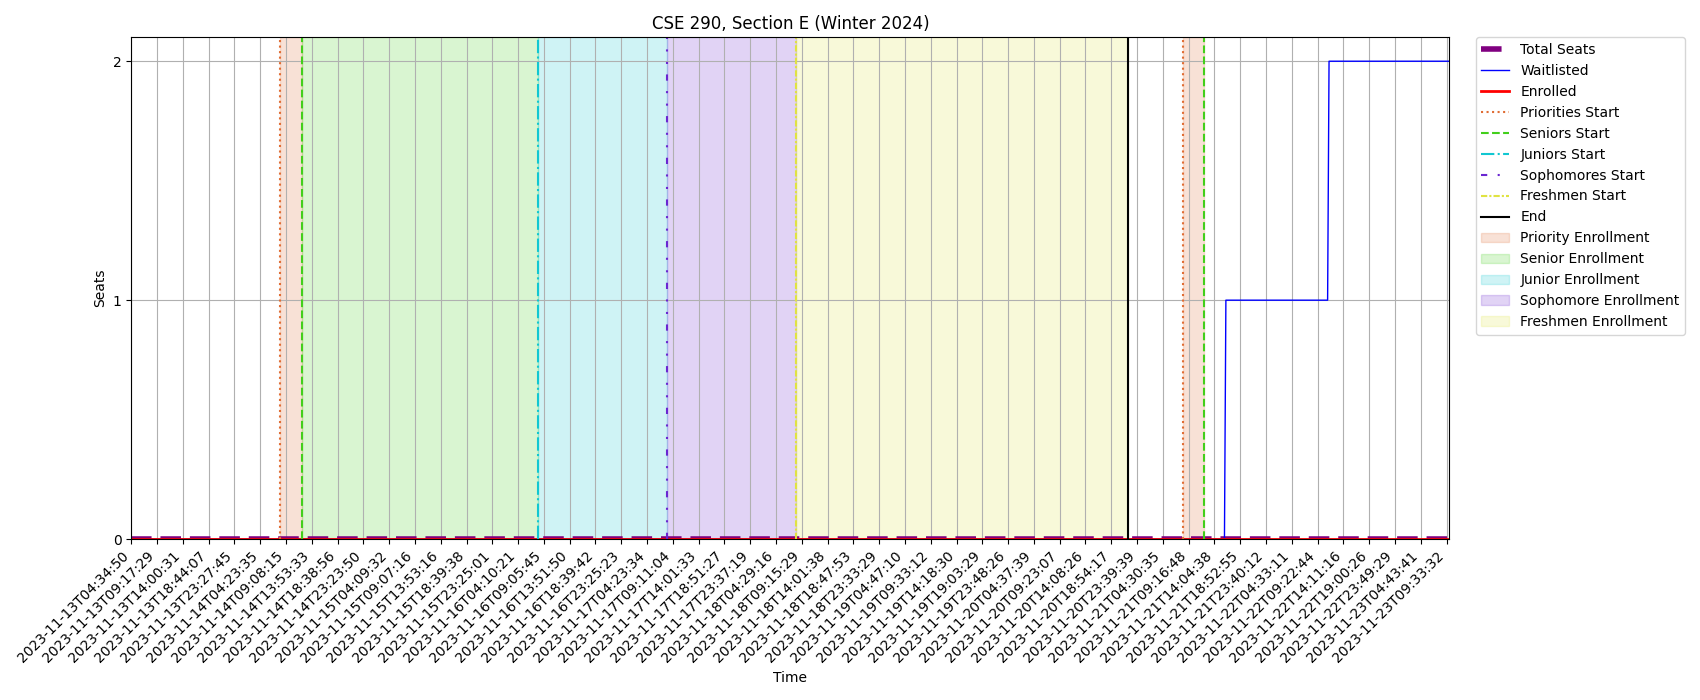 CSE 290, Section E (Winter 2024)
Seats
2
1
0
2023-11-13T04:34:50
2023-11-13T09:17:29
2023-11-13T14:00:31
2023-11-13T18:44:07
2023-11-13T23:27:45
2023-11-14T04:23:35
2023-11-14T09:08:15
2023-11-14T13:53:33
2023-11-14T18:38:56
2023-11-14T23:23:50
2023-11-15T04:09:32
2023-11-15T09:07:16
2023-11-15T13:53:16
2023-11-15T18:39:38
2023-11-15T23:25:01
2023-11-16T04:10:21
2023-11-16T09:05:45
2023-11-16T13:51:50
2023-11-16T18:39:42
2023-11-16T23:25:23
2023-11-17T04:23:34
2023-11-17T09:11:04
2023-11-17T14:01:33
2023-11-17T18:51:27
2023-11-17T23:37:19
2023-11-18T04:29:16
2023-11-18T09:15:29
2023-11-18T14:01:38
2023-11-18T18:47:53
2023-11-18T23:33:29
2023-11-19T04:47:10
2023-11-19T09:33:12
2023-11-19T14:18:30
2023-11-19T19:03:29
2023-11-19T23:48:26
2023-11-20T04:37:39
2023-11-20T09:23:07
2023-11-20T14:08:26
2023-11-20T18:54:17
2023-11-20T23:39:39
2023-11-21T04:30:35
2023-11-21T09:16:48
2023-11-21T14:04:38
2023-11-21T18:52:55
2023-11-21T23:40:12
2023-11-22T04:33:11
2023-11-22T09:22:44
2023-11-22T14:11:16
2023-11-22T19:00:26
2023-11-22T23:49:29
2023-11-23T04:43:41
2023-11-23T09:33:32
Time
Total Seats
Waitlisted
Enrolled
Priorities Start
Seniors Start
Juniors Start
Sophomores Start
Freshmen Start
End
Priority Enrollment
Senior Enrollment
Junior Enrollment
Sophomore Enrollment
Freshmen Enrollment